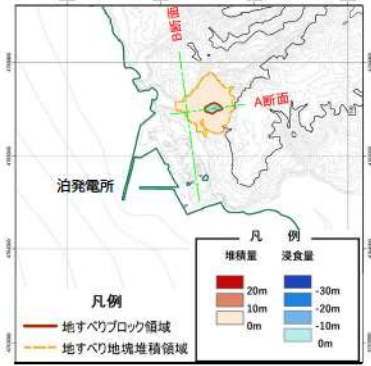 B断面
A断面
泊発電所
凡例
地すべりブロック領域
地すべり地塊堆積領域
凡 例
堆積量 浸食量
20m -30m
10m -20m
0m -10m
0m